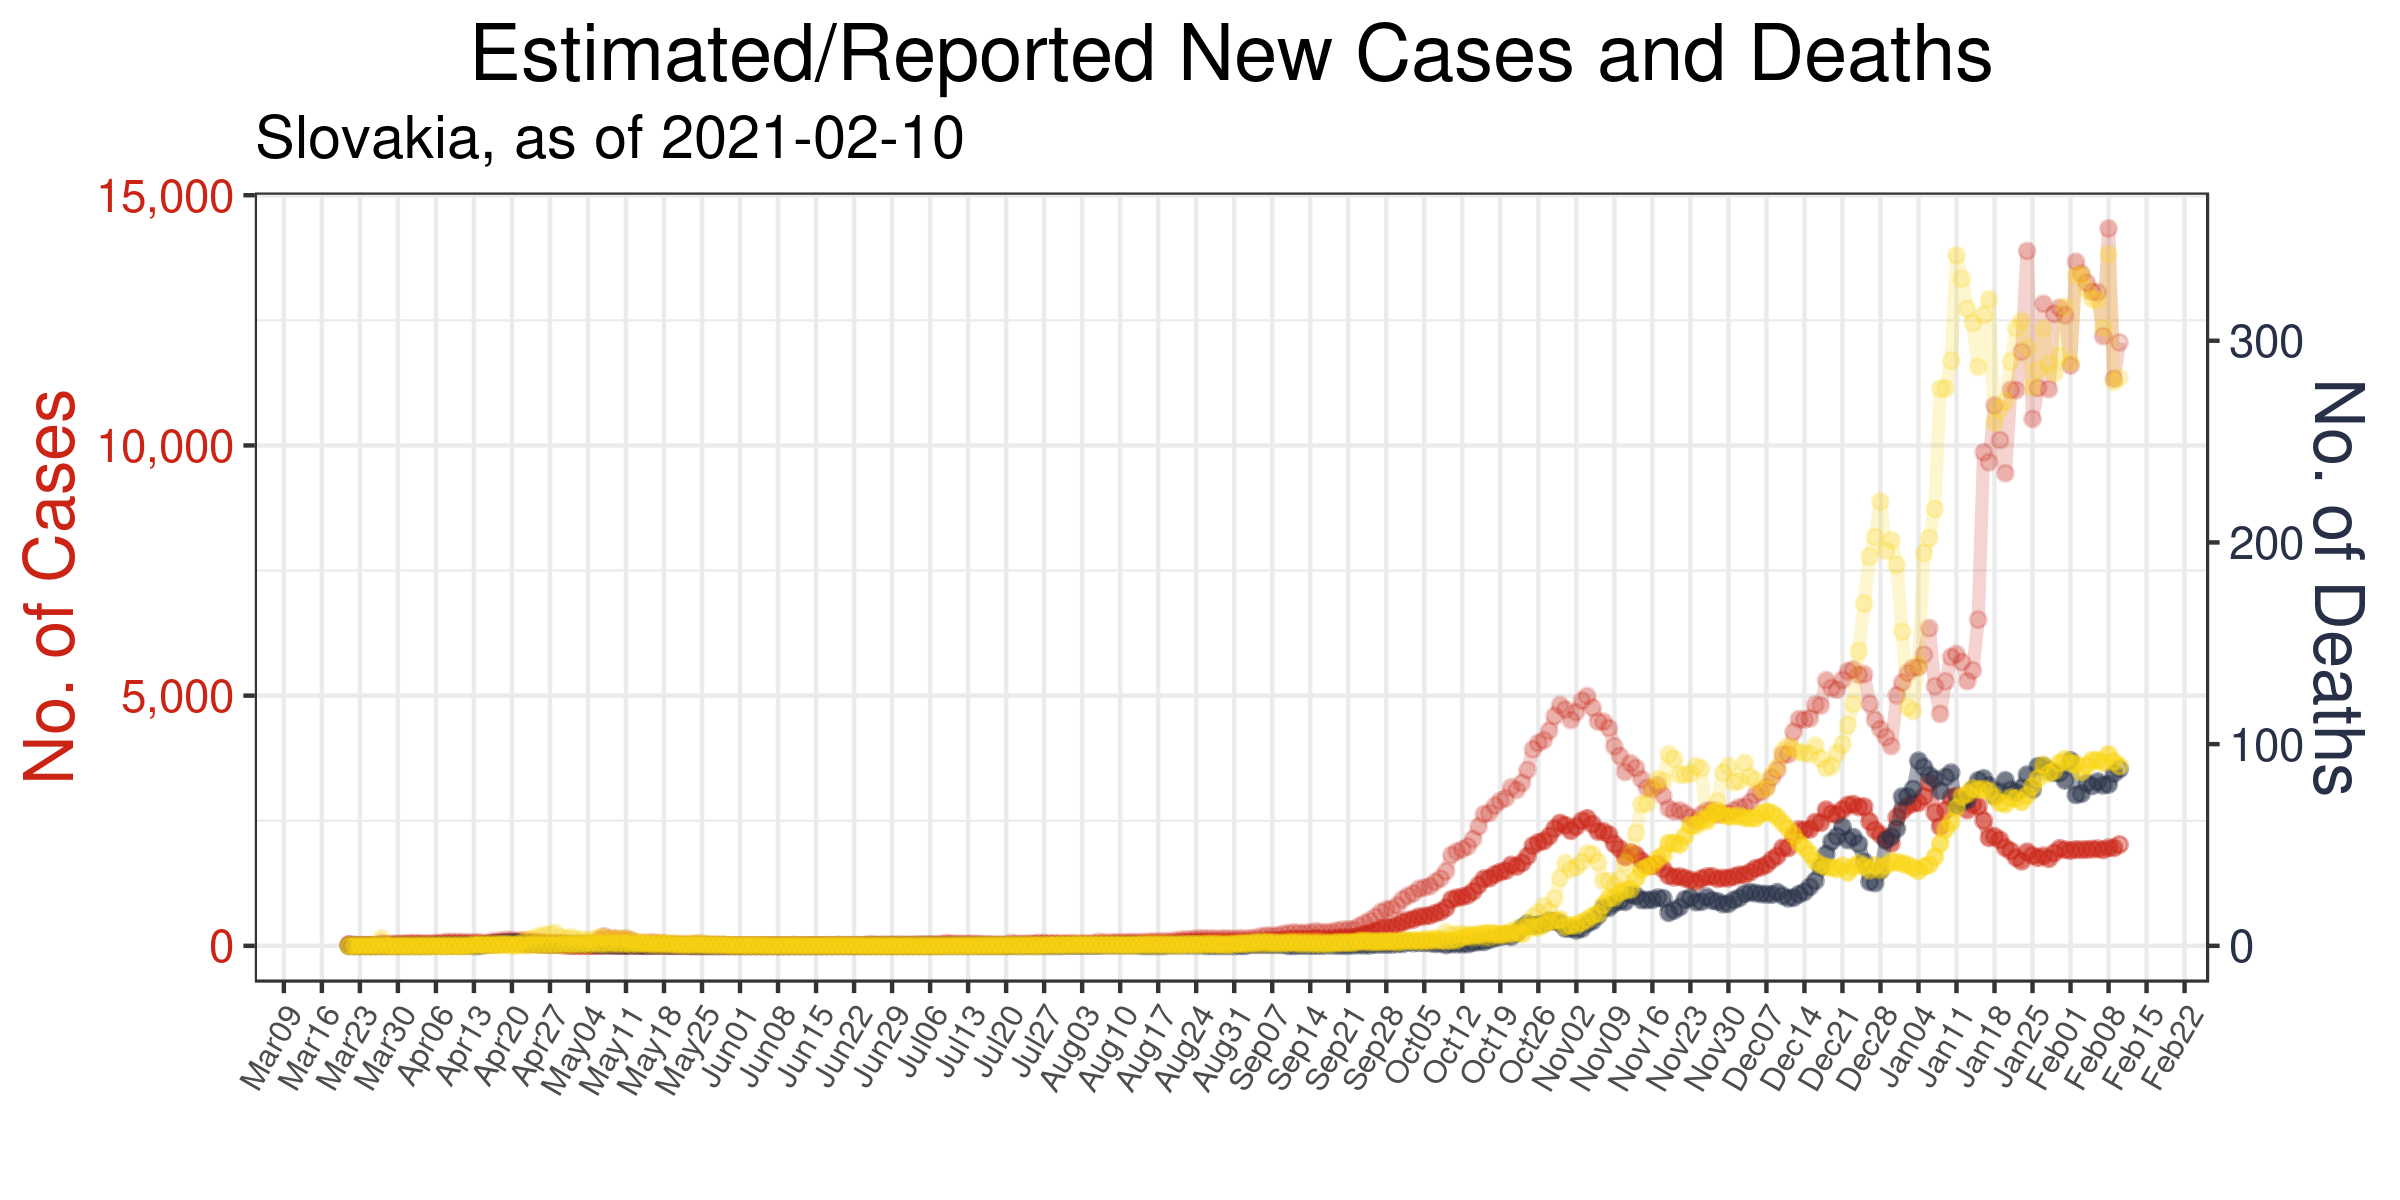 Estimated/Reported New Cases and Deaths
Slovakia, as of 2021-02-10
15,000
10,000
5,000
0
No. of Cases
300
200
100
0
No. of Deaths
Mar09
Mar16
Mar23
Mar30
Apr06
Apr13
Apr20
Apr27
May04
May11
May18
May25
Jun01
Jun08
Jun15
Jun22
Jun29
Jul06
Jul13
Jul20
Jul27
Aug03
Aug10
Aug17
Aug24
Aug31
Sep07
Sep14
Sep21
Sep28
Oct05
Oct12
Oct19
Oct26
Nov02
Nov09
Nov16
Nov23
Nov30
Dec07
Dec14
Dec21
Dec28
Dec04
Jan11
Jan18
Jan25
Feb01
Feb08
Feb15
Feb22